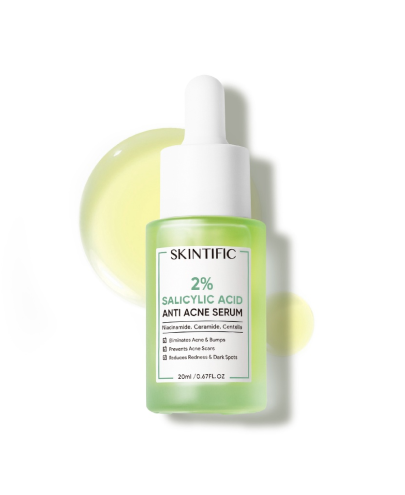 SKINTIFIC
2%
SALICYLIC ACID
ANTI ACNE SERUM
Niacinamide, Ceramide, Centella
Eliminates Acne & Bumps
Prevents Acne Scars
Reduces Redness & Dark Spots
20ml / 0.67FL.OZ